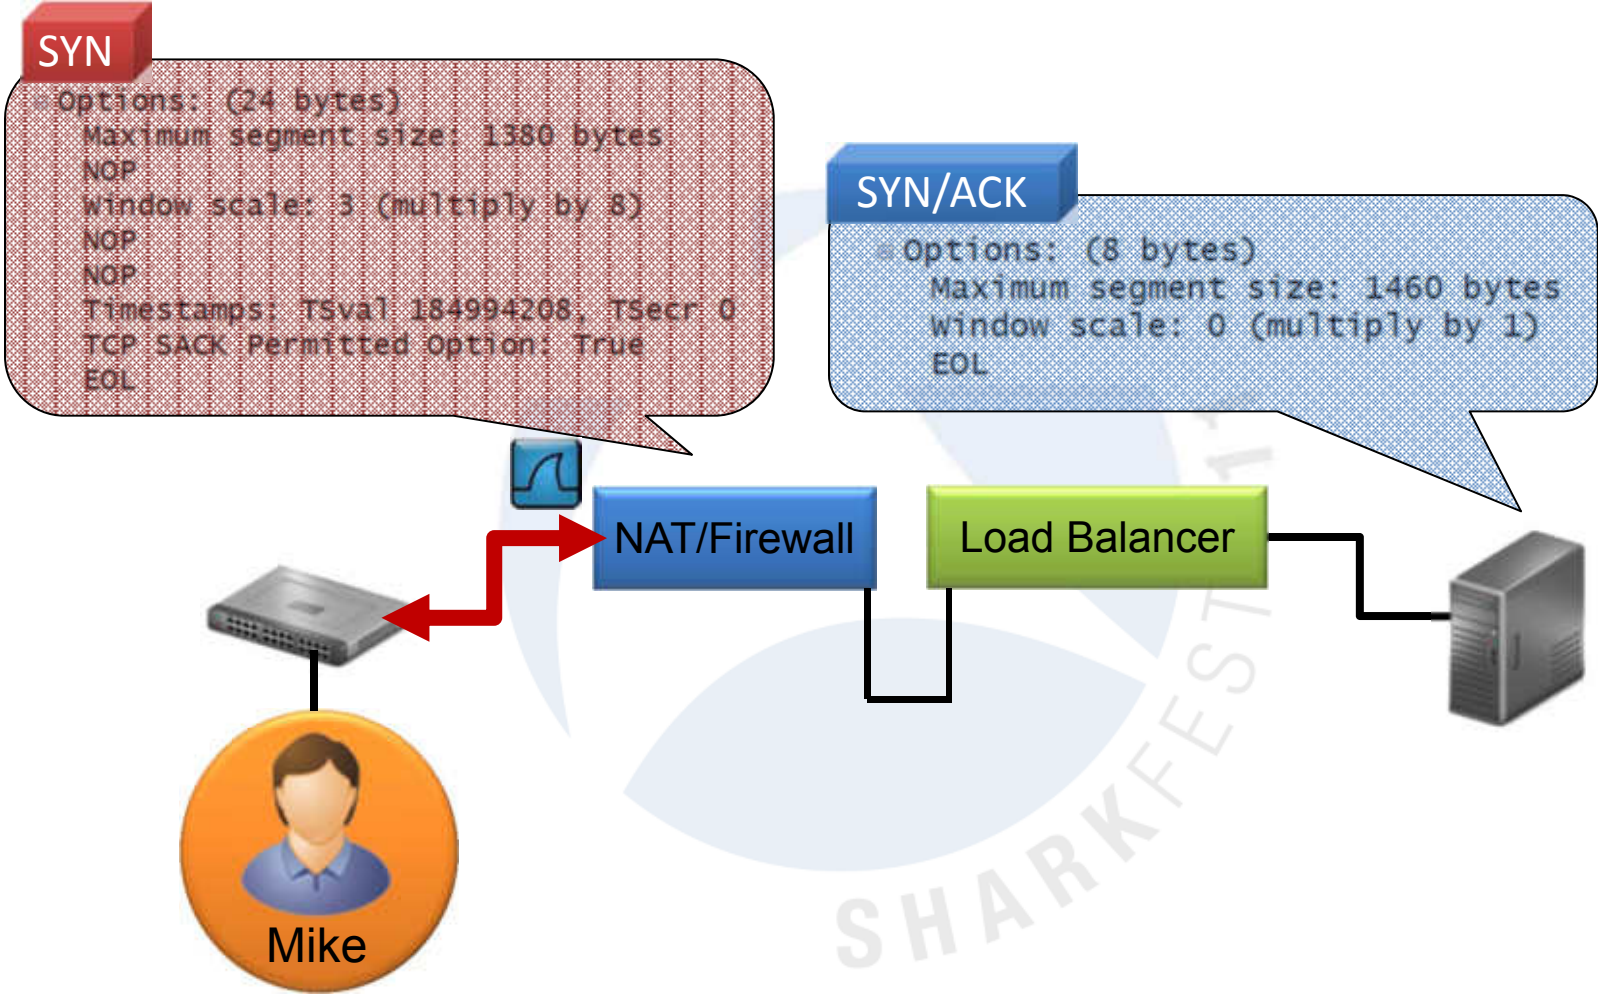 SYN
Options: (24 bytes)
Maximum segment size: 1380 bytes
NOP
Window scale: 3 (multiply by 8)
NOP
NOP
Timestamps: TSval 184994208, TSecr 0
TCP SACK Permitted Option: True
EOL
SYN/ACK
Options: (8 bytes)
Maximum segment size: 1460 bytes
Window scale: 0 (multiply by 1)
EOL
NAT/Firewall
Load Balancer
Mike
SHARKFEST